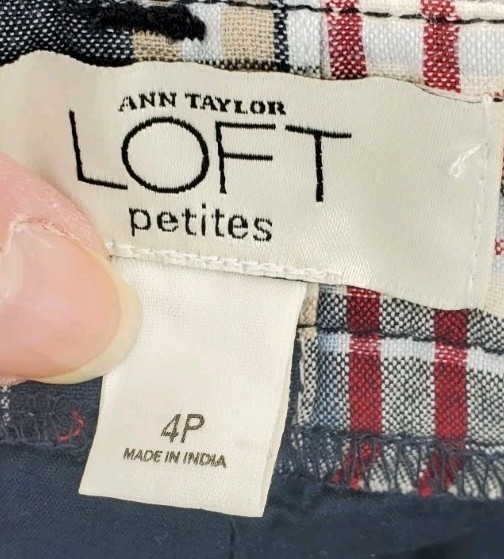 ANN TAYLOR
LOFT
petites
4P
MADE IN INDIA